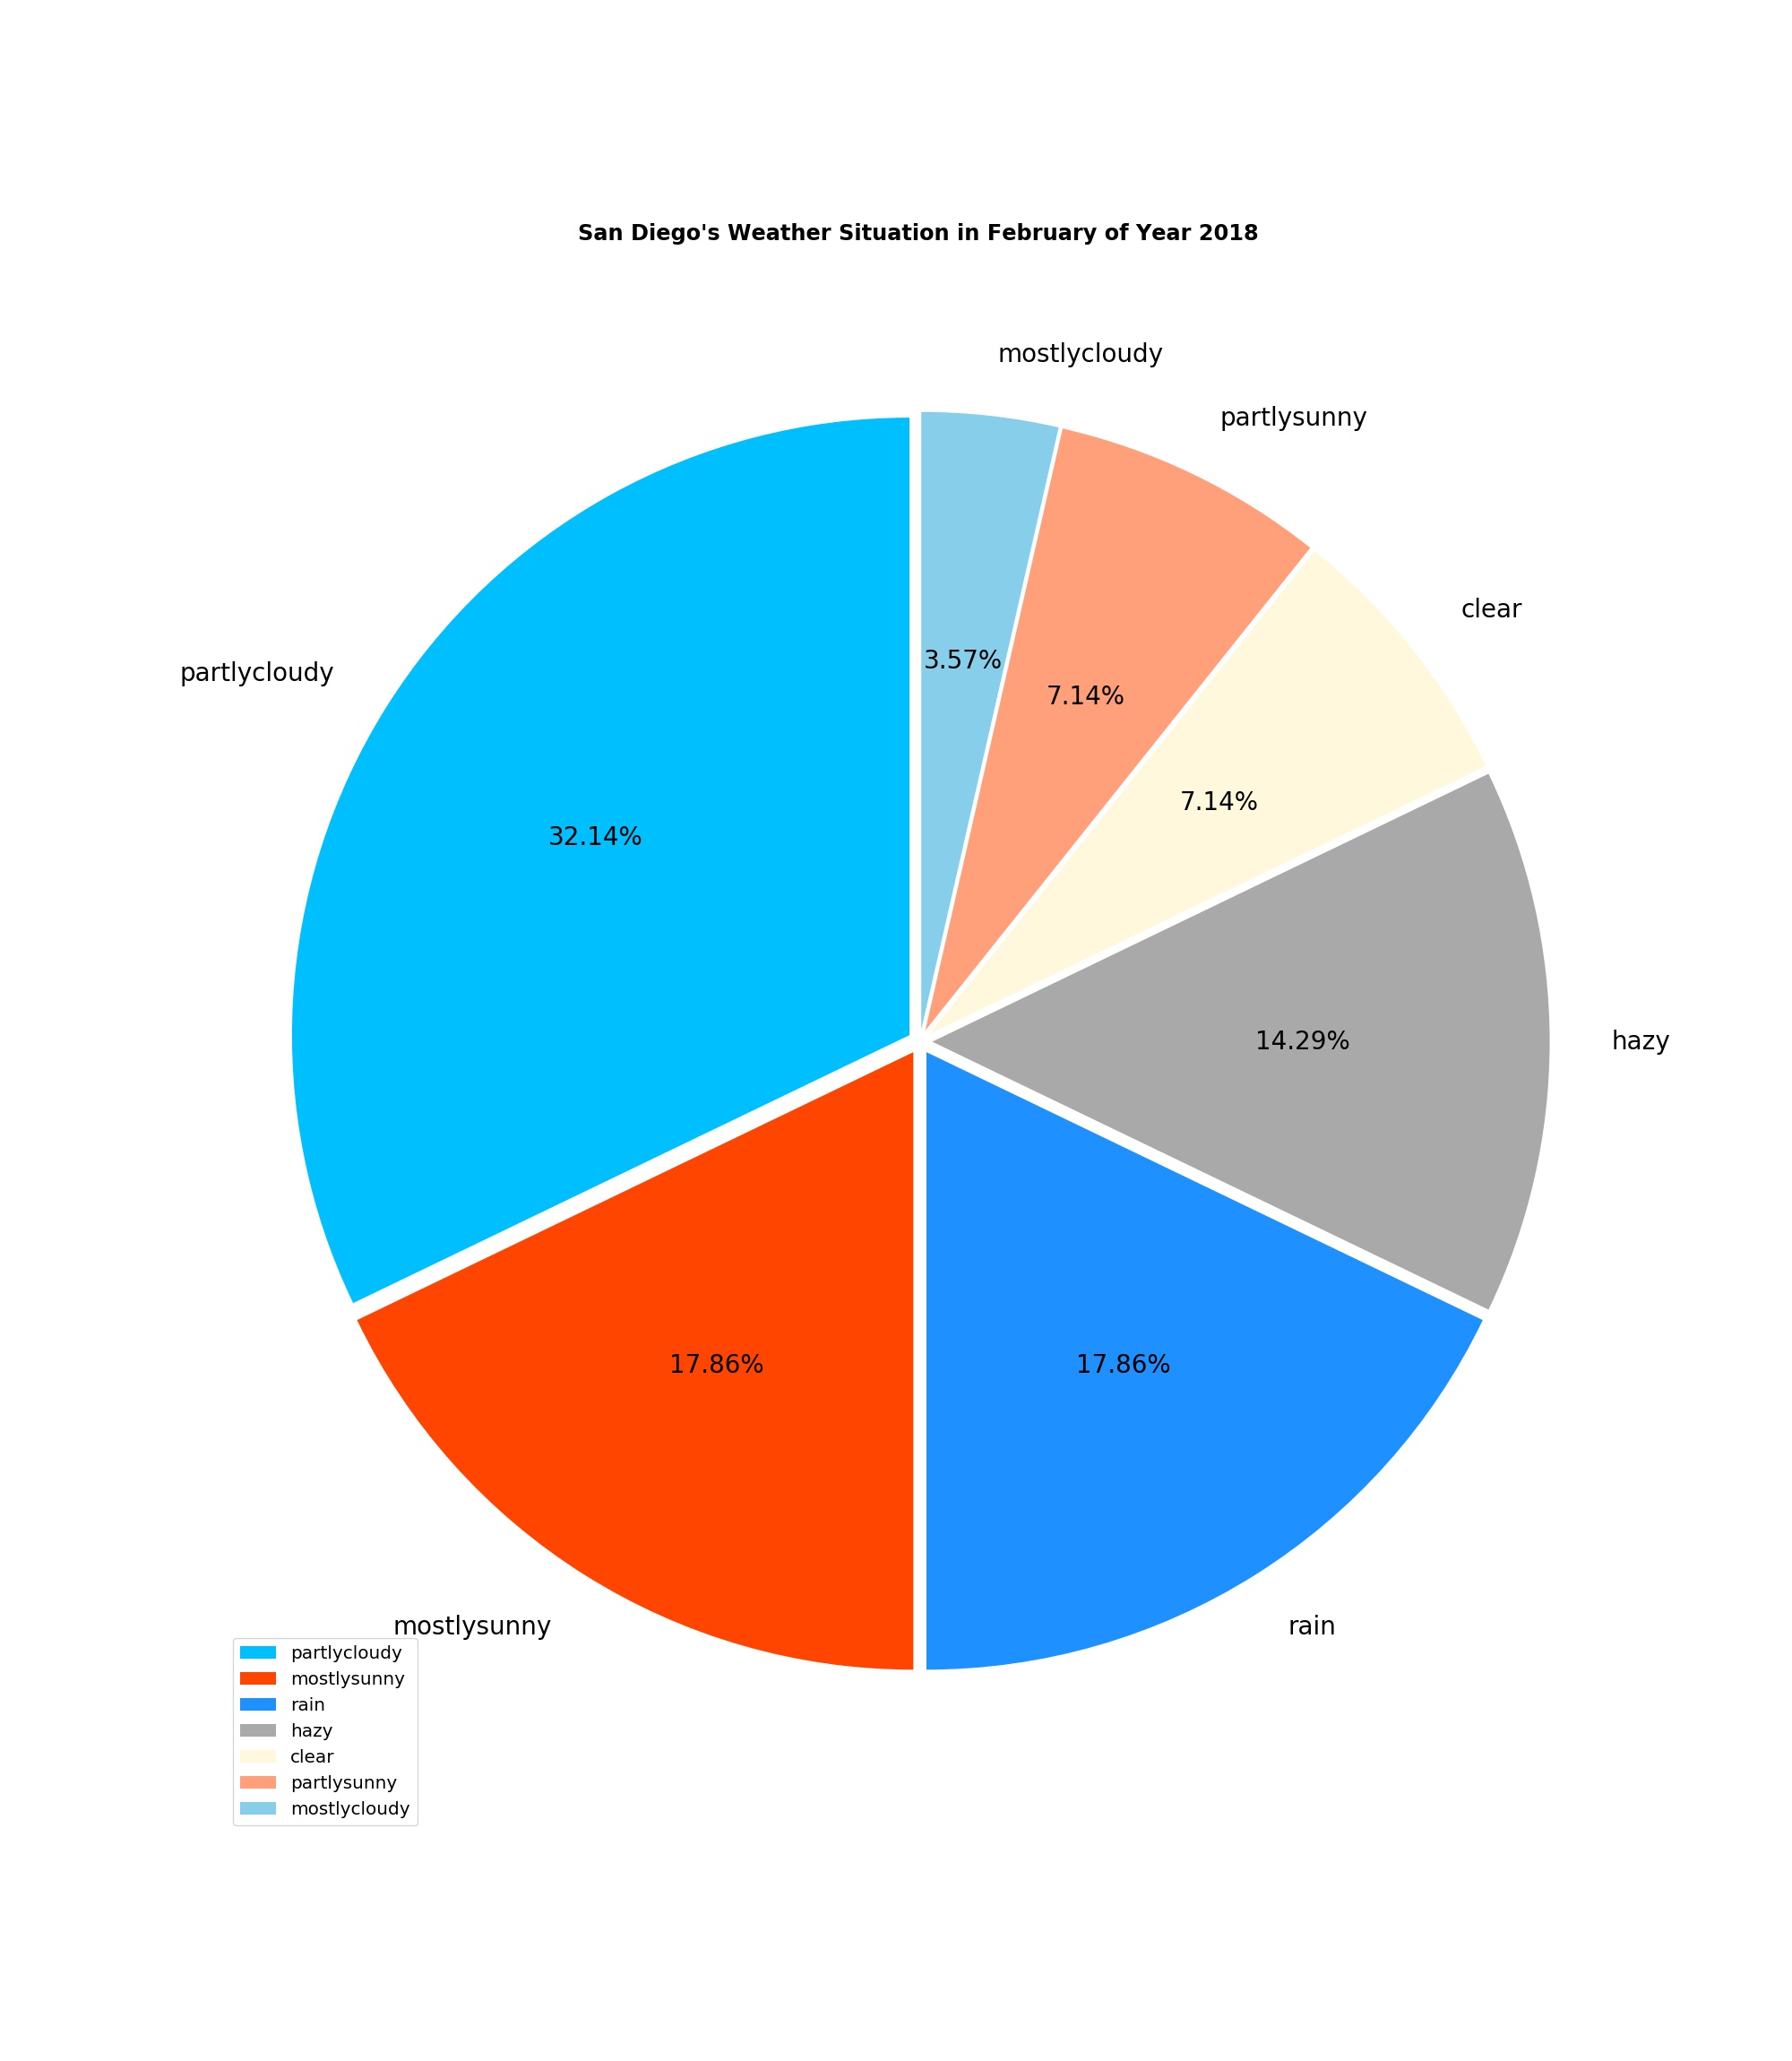 San Diego's Weather Situation in February of Year 2018
mostlycloudy
partlysunny
clear
partlycloudy
3.57%
7.14%
7.14%
32.14%
14.29%
hazy
17.86%
17.86%
mostlysunny
rain
partlycloudy
mostlysunny
rain
hazy
clear
partlysunny
mostlycloudy